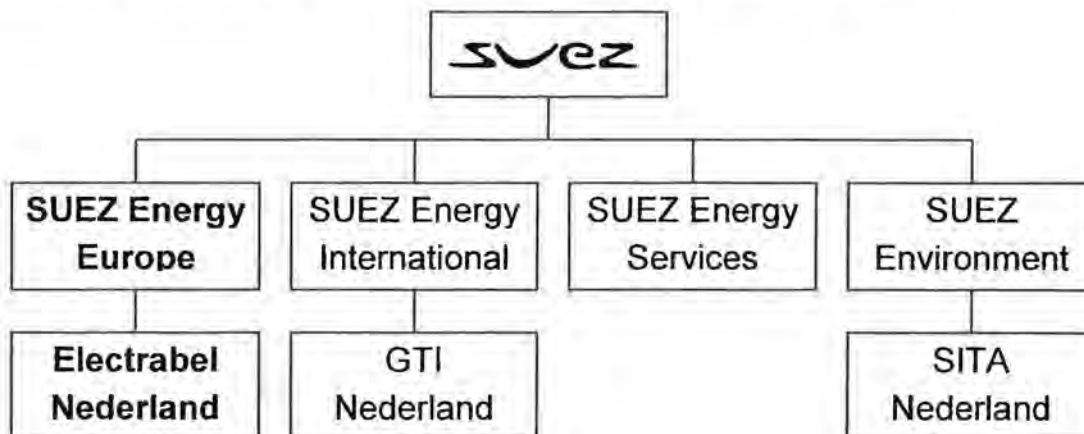 suez
SUEZ Energy
Europe
SUEZ Energy
International
SUEZ Energy
Services
SUEZ
Environment
Electrabel
Nederland
GTI
Nederland
SITA
Nederland